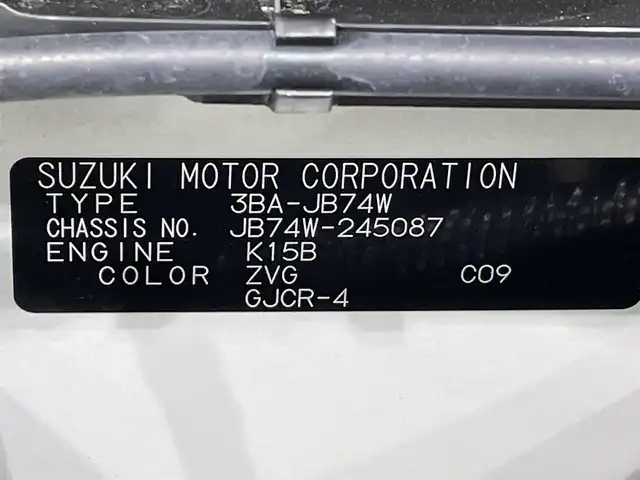 SUZUKI MOTOR CORPORATION
TYPE 3BA-JB74W
CHASSIS NO. JB74W-245087
ENGINE K15B
COLOR ZVG C09
GJCR-4